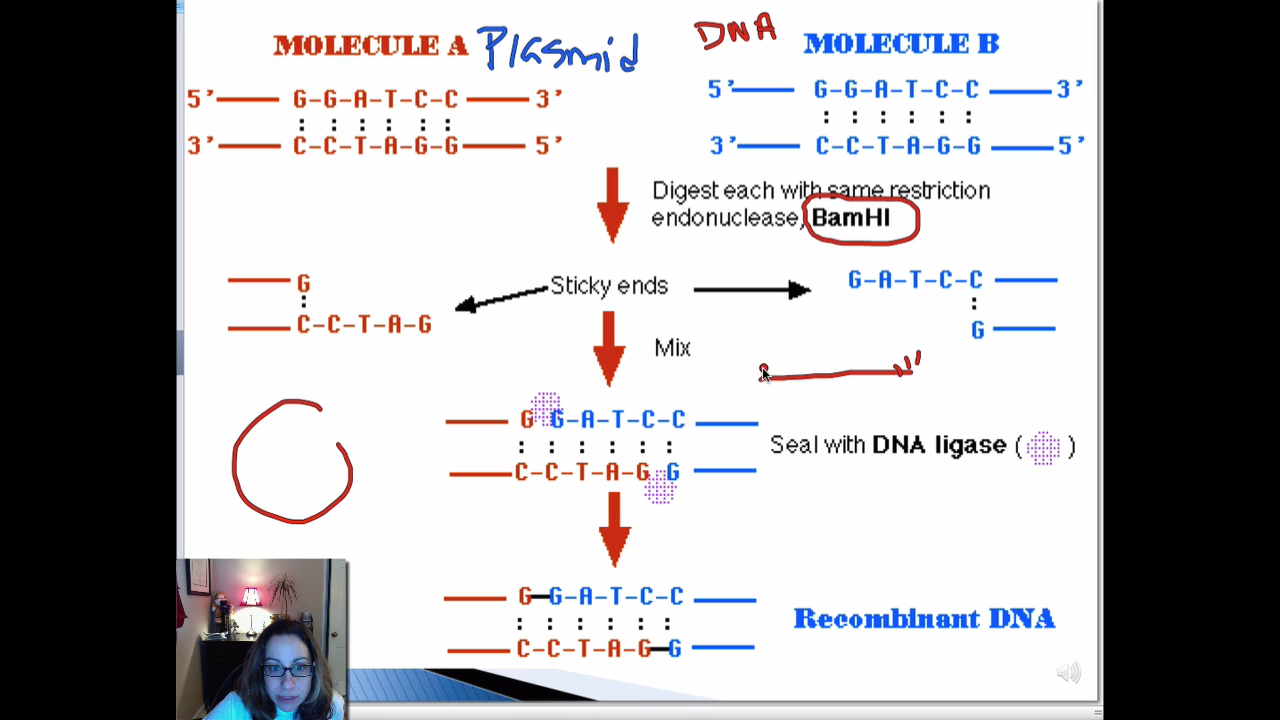 MOLECULE A Plasmid DNA MOLECULE B
5' G-G-A-T-C-C 3' 5' G-G-A-T-C-C 3'
: : : : : : : : : : : :
3' C-C-T-A-G-G 5' 3' C-C-T-A-G-G 5'
Digest each with same restriction
endonuclease, BamHI
G Sticky ends G-A-T-C-C
: :
C-C-T-A-G G
Mix
G G-A-T-C-C
: : : : : :
C-C-T-A-G G
Seal with DNA ligase ( )
G-G-A-T-C-C
: : : : : :
C-C-T-A-G-G
Recombinant DNA